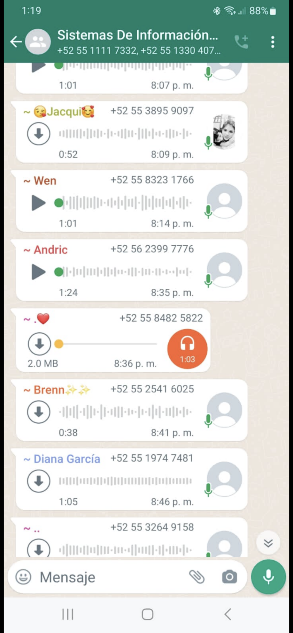 1:19 88%
Sistemas De Información...
+52 55 1111 7332, +52 55 1330 407...
1:01 8:07 p. m.
~ 😘Jacqui🥰 +52 55 3895 9097
0:52 8:09 p. m.
~ Wen +52 55 8323 1766
1:01 8:14 p. m.
~ Andric +52 56 2399 7776
1:24 8:35 p. m.
~ .❤️ +52 55 8482 5822
1:03
2.0 MB 8:36 p. m.
~ Brenn✨✨ +52 55 2541 6025
0:38 8:41 p. m.
~ Diana García +52 55 1974 7481
1:05 8:46 p. m.
~ .. +52 55 3264 9158
Mensaje